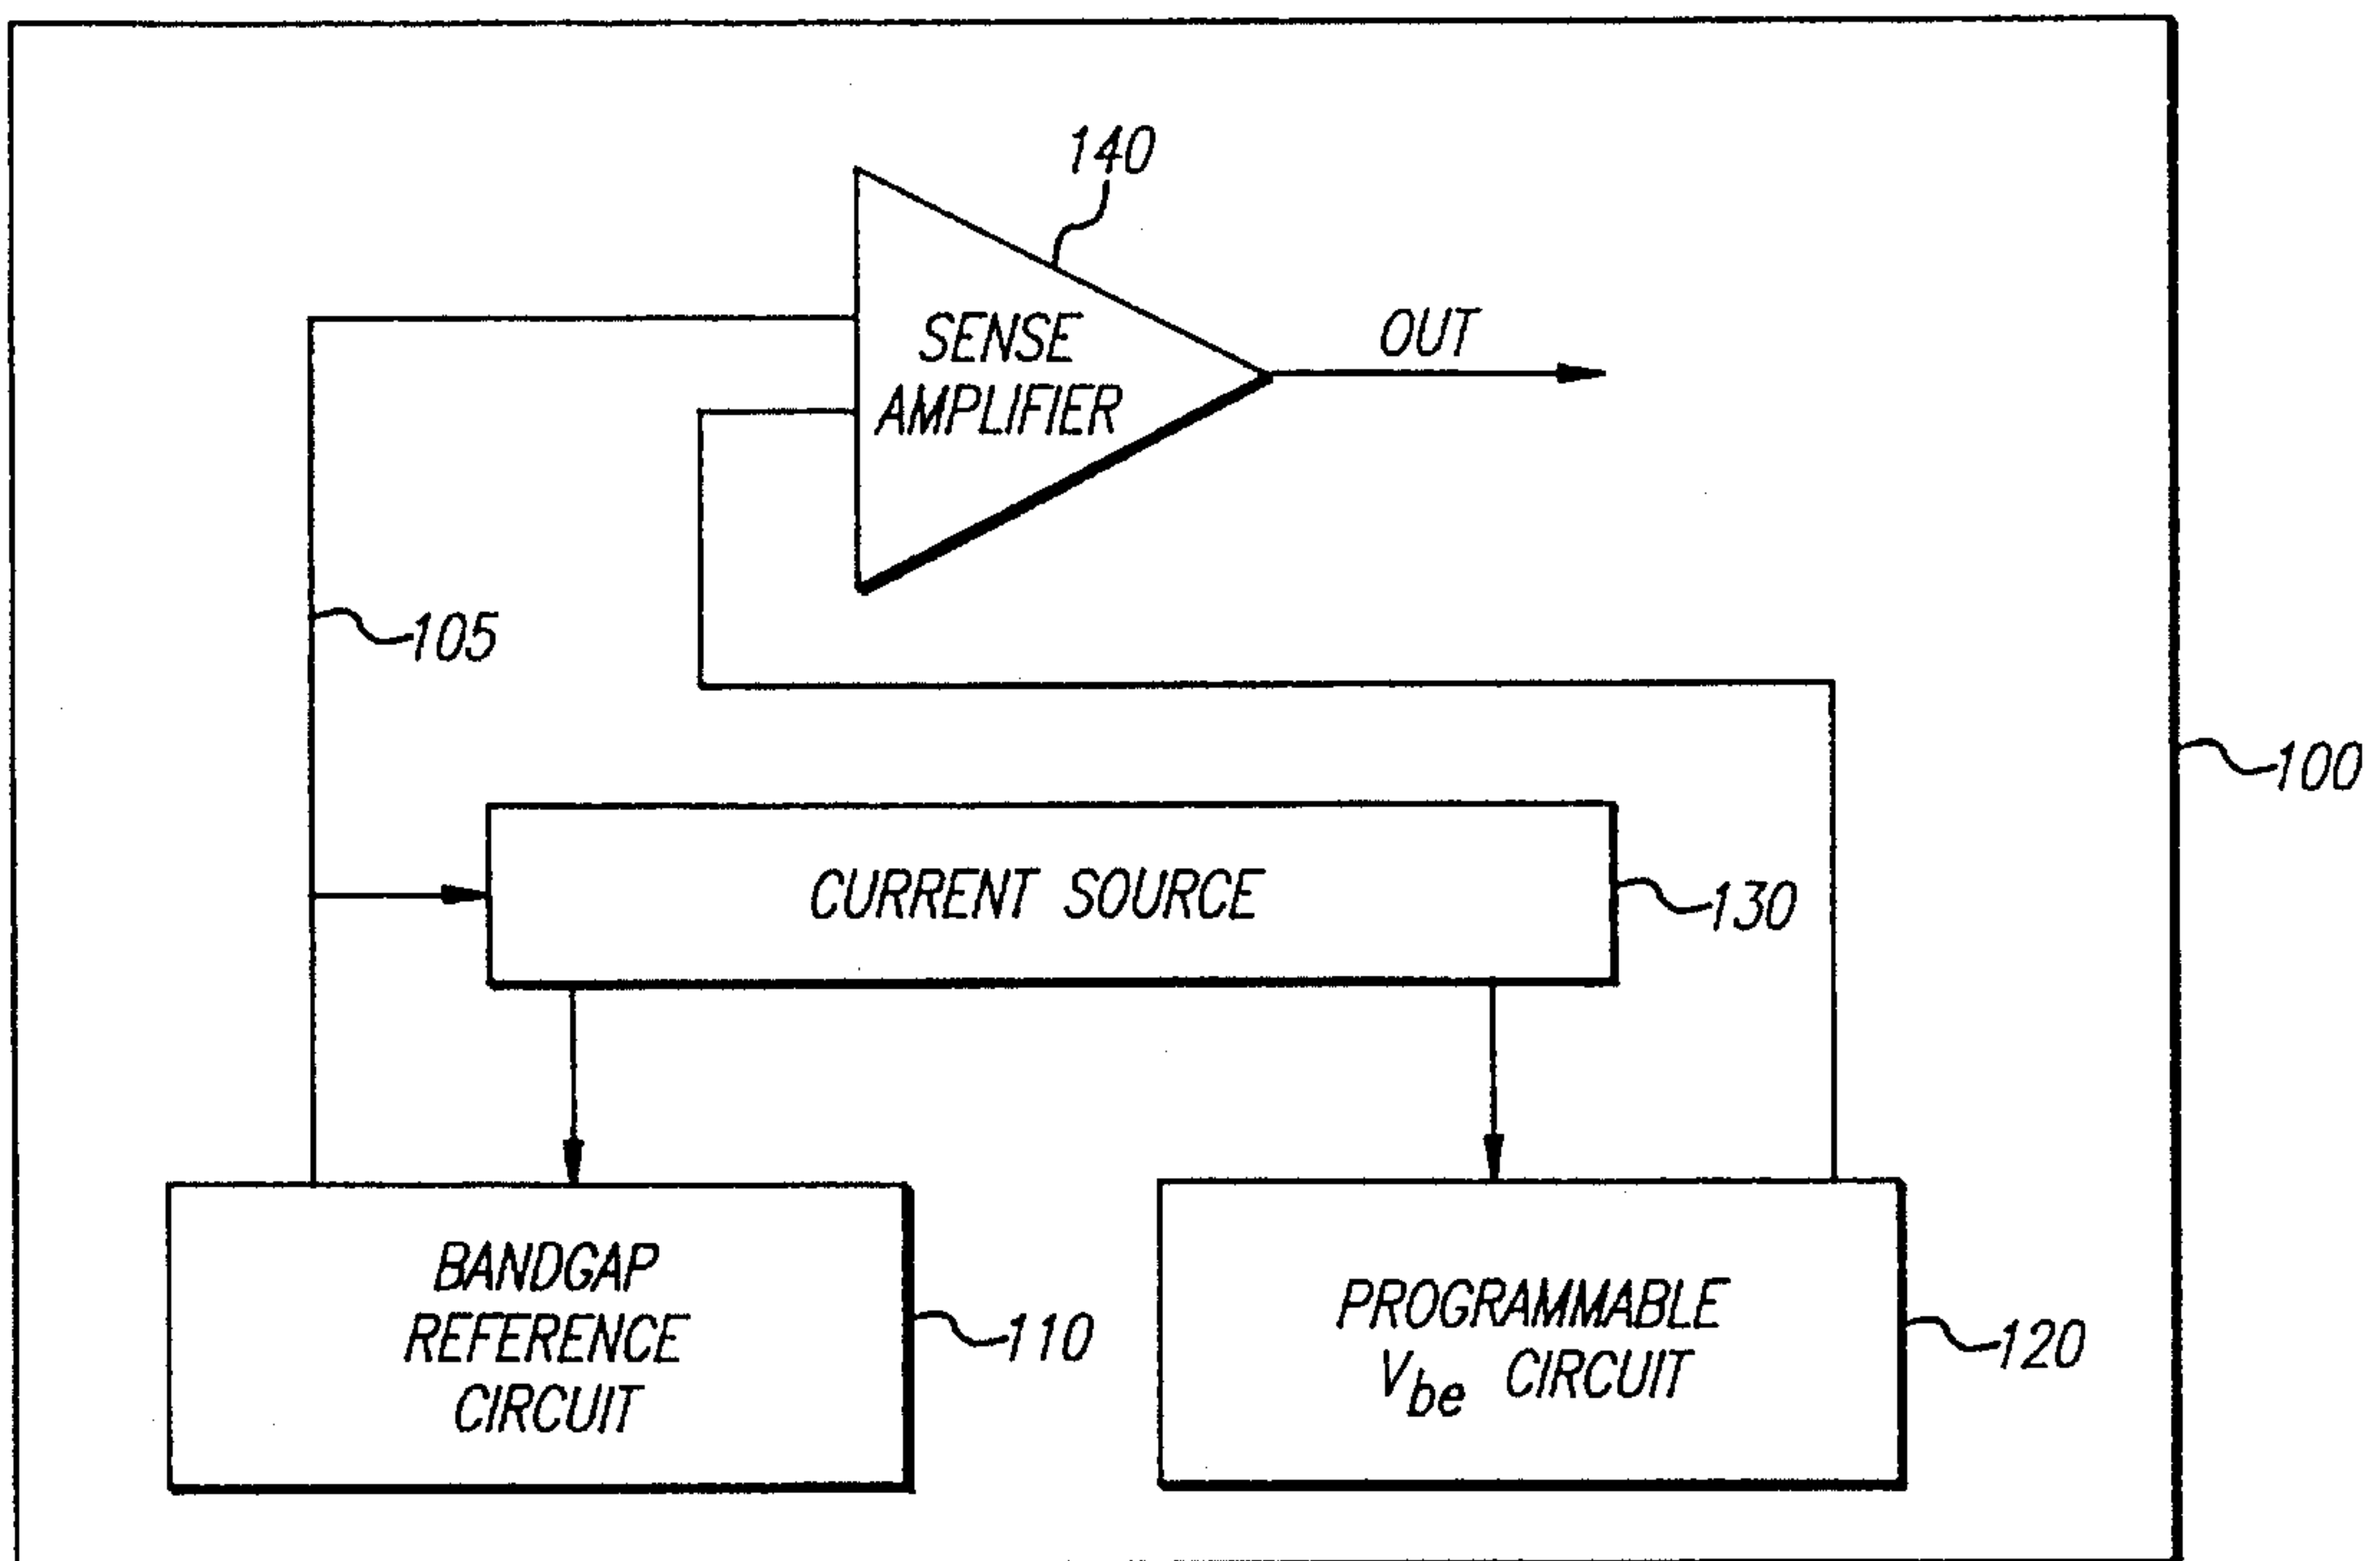 140
SENSE
AMPLIFIER
OUT
105
100
CURRENT SOURCE
130
BANDGAP
REFERENCE
CIRCUIT
110
PROGRAMMABLE
Vbe CIRCUIT
120